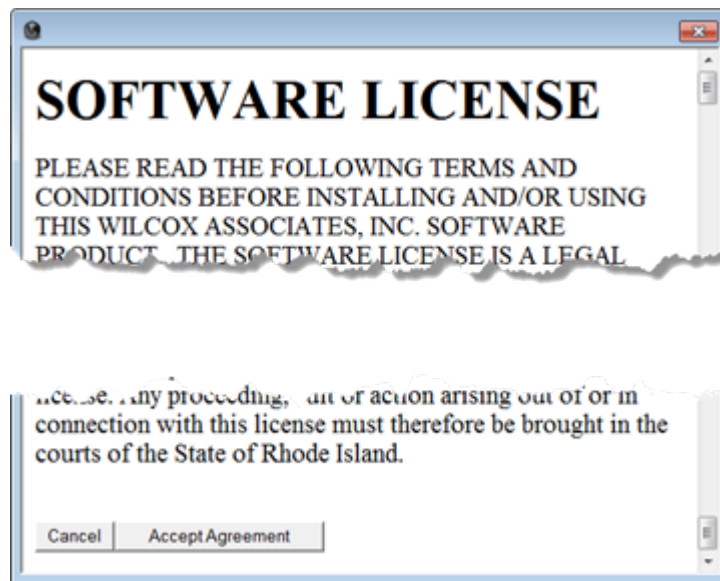 SOFTWARE LICENSE
PLEASE READ THE FOLLOWING TERMS AND
CONDITIONS BEFORE INSTALLING AND/OR USING
THIS WILCOX ASSOCIATES, INC. SOFTWARE
PRODUCT. THE SOFTWARE LICENSE IS A LEGAL
license. Any proceeding, or action arising out of or in
connection with this license must therefore be brought in the
courts of the State of Rhode Island.
Cancel Accept Agreement